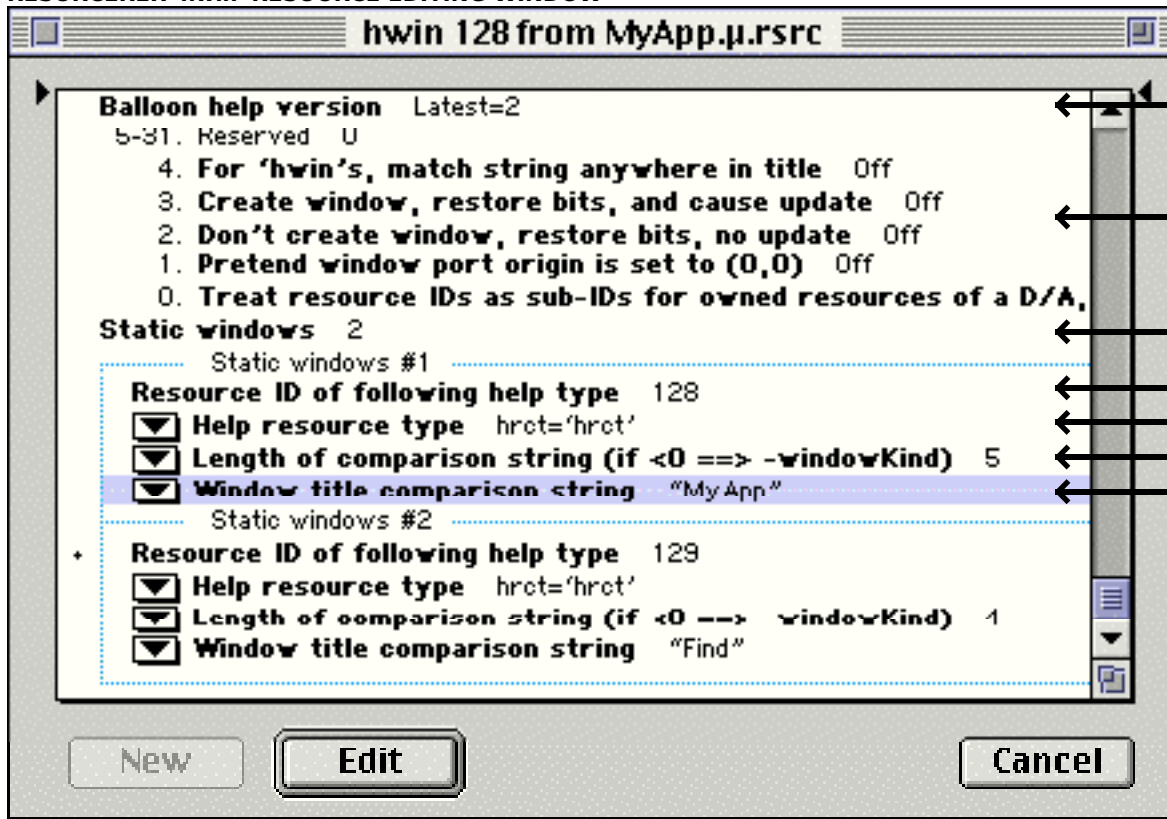 hwin 128 from MyApp.µ.rsrc
Balloon help version Latest=2
5-31. Reserved 0
4. For ‘hwin’s, match string anywhere in title Off
3. Create window, restore bits, and cause update Off
2. Don’t create window, restore bits, no update Off
1. Pretend window port origin is set to (0,0) Off
0. Treat resource IDs as sub-IDs for owned resources of a D/A,
Static windows 2
Static windows #1
Resource ID of following help type 128
Help resource type hrct=‘hrct’
Length of comparison string (if <0 ==> -windowKind) 5
Window title comparison string “My App”
Static windows #2
Resource ID of following help type 129
Help resource type hrct=‘hrct’
Length of comparison string (if <0 ==> -windowKind) 4
Window title comparison string “Find”
New Edit Cancel